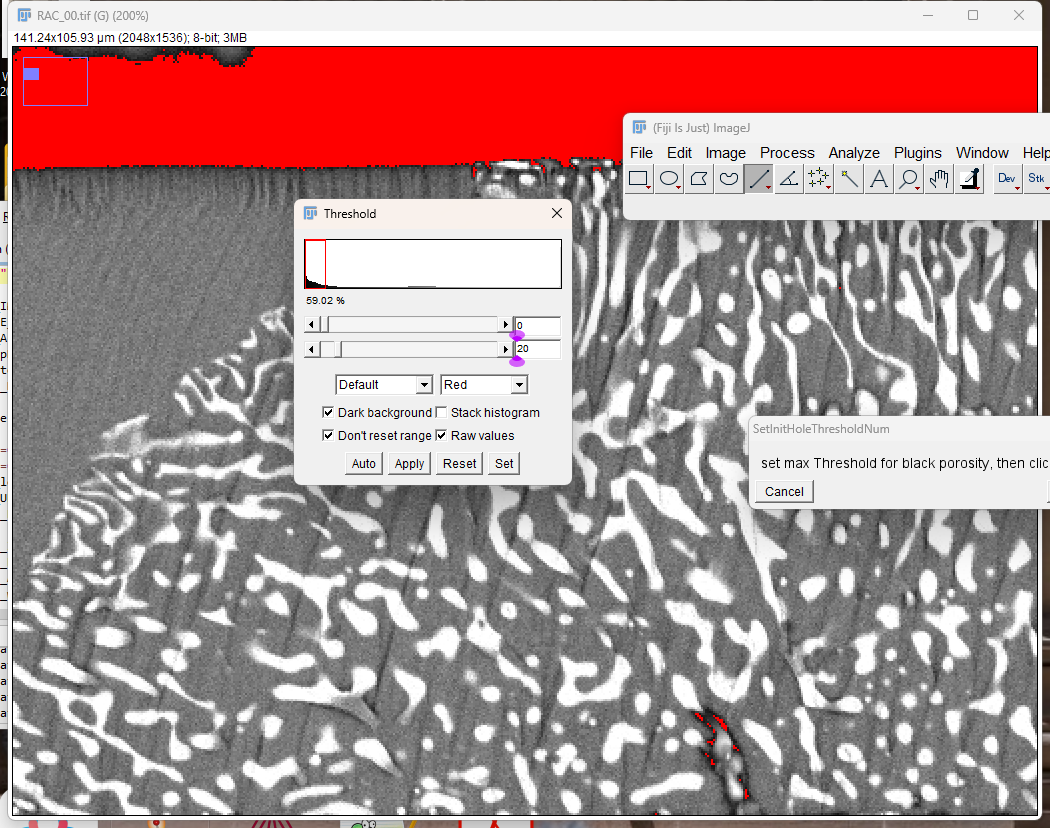 RAC_00.tif (G) (200%)
141.24x105.93 µm (2048x1536); 8-bit; 3MB
(Fiji Is Just) ImageJ
File Edit Image Process Analyze Plugins Window Help
Dev Stk
Threshold
59.02 %
0
20
Default Red
Dark background Stack histogram
Don't reset range Raw values
Auto Apply Reset Set
SetInitHoleThresholdNum
set max Threshold for black porosity, then clic
Cancel